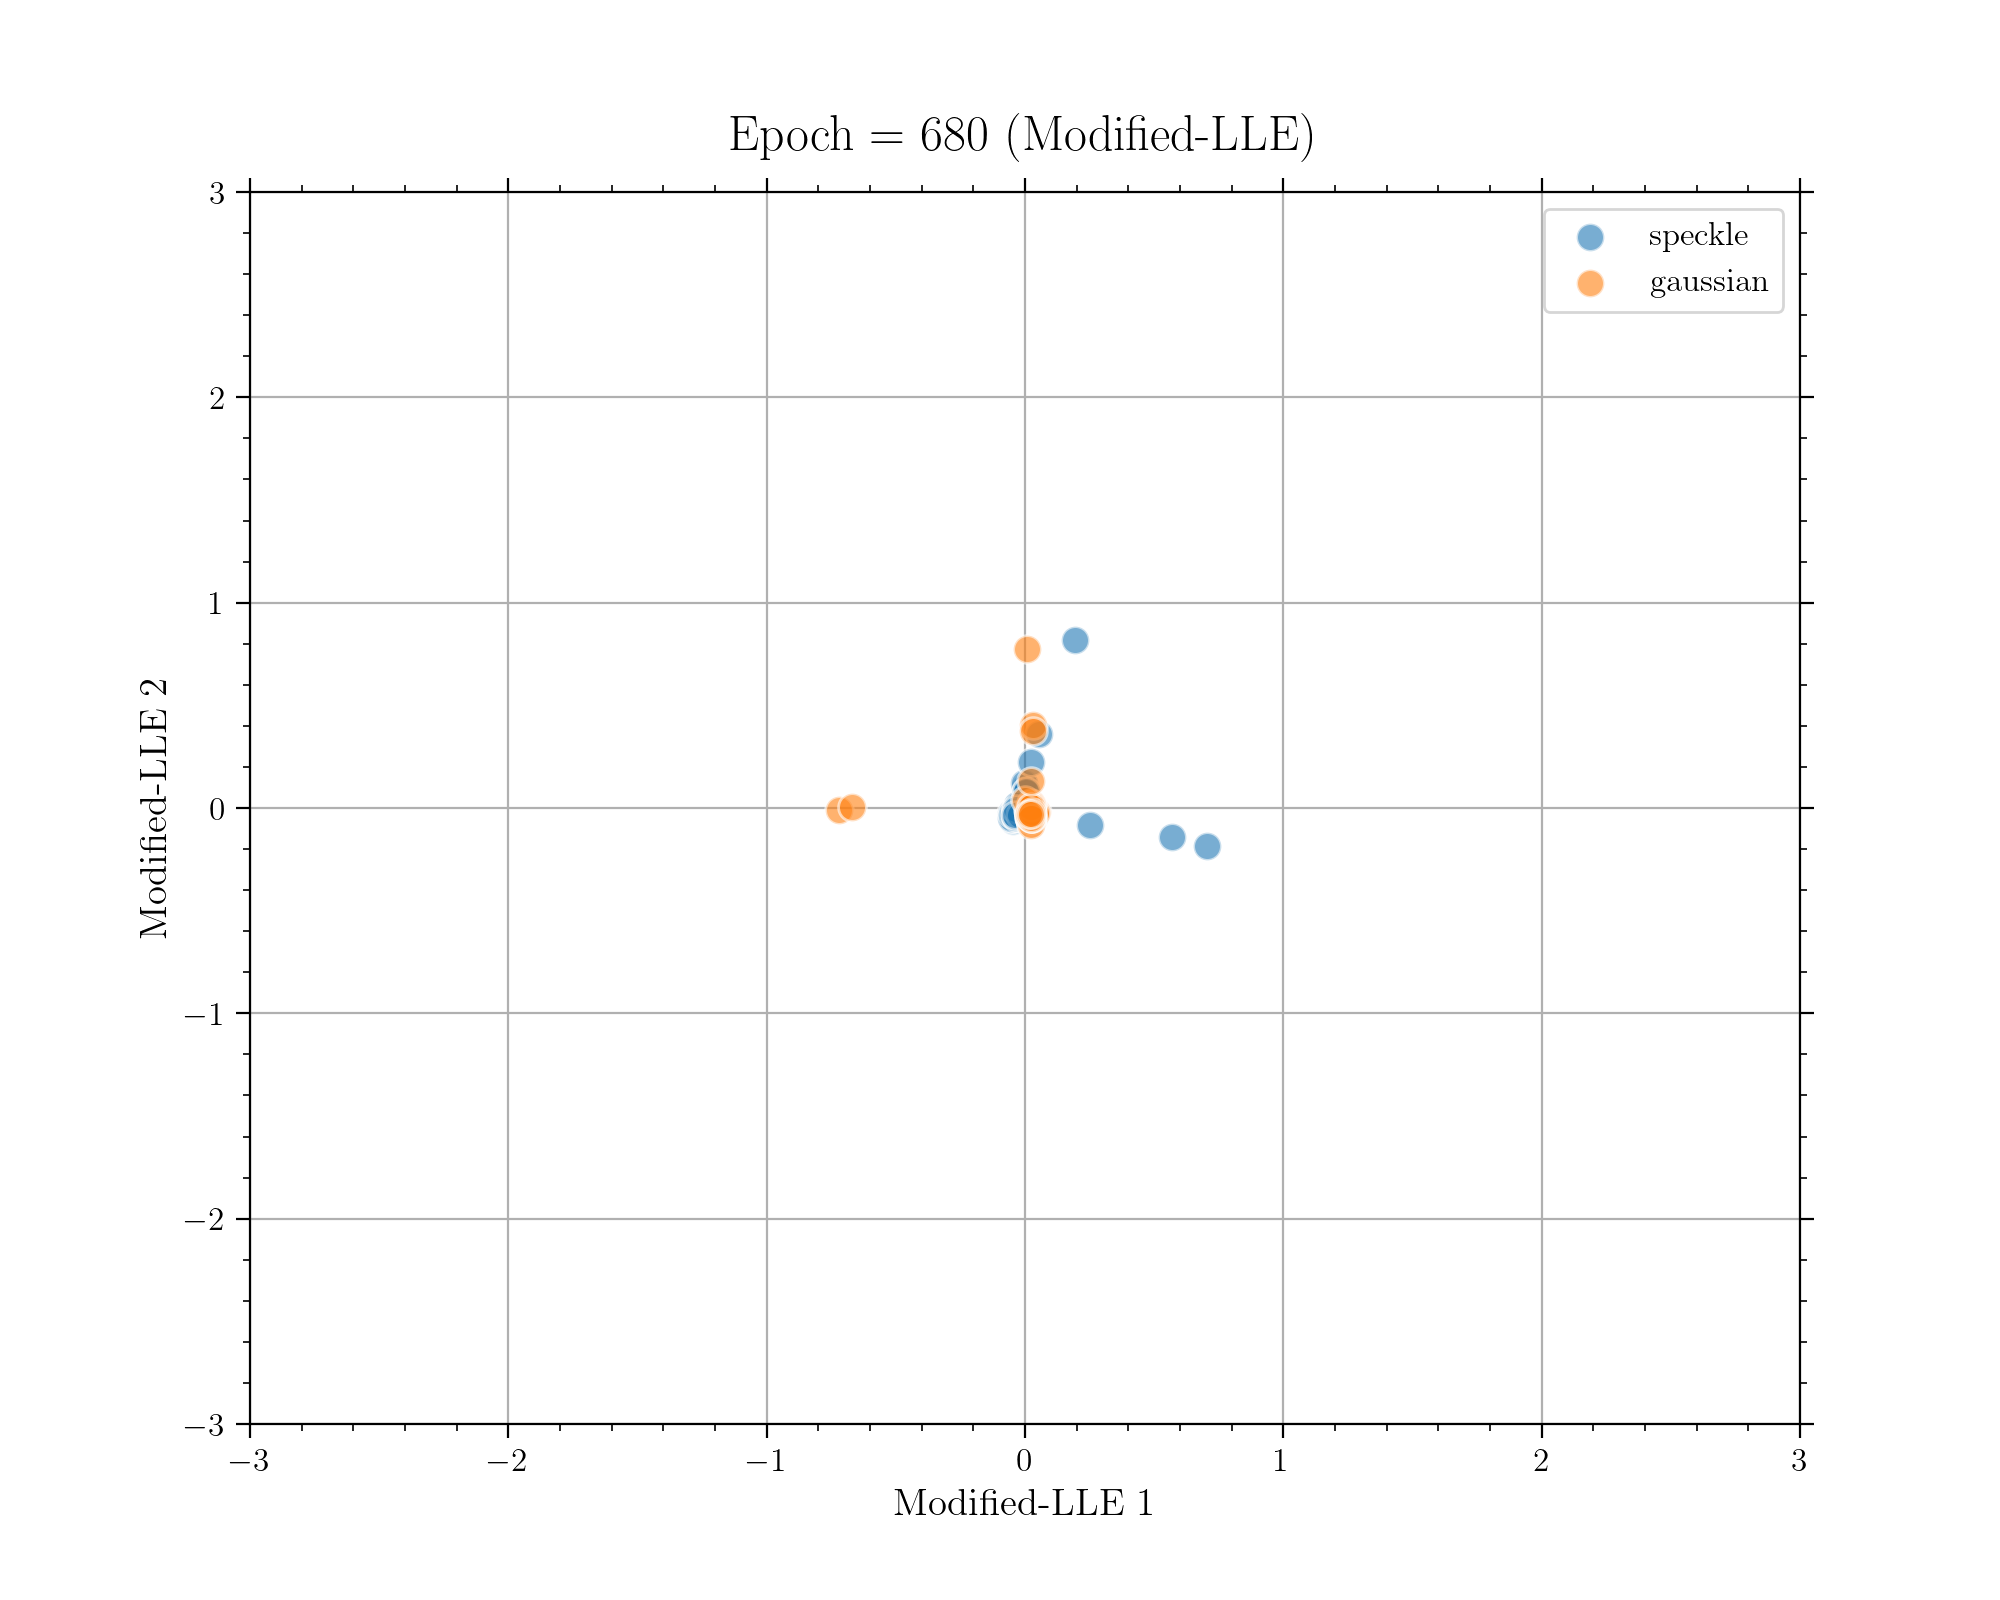 Epoch = 680 (Modified-LLE)
speckle
gaussian
3
2
1
0
−1
−2
−3
Modified-LLE 2
−3
−2
−1
0
1
2
3
Modified-LLE 1